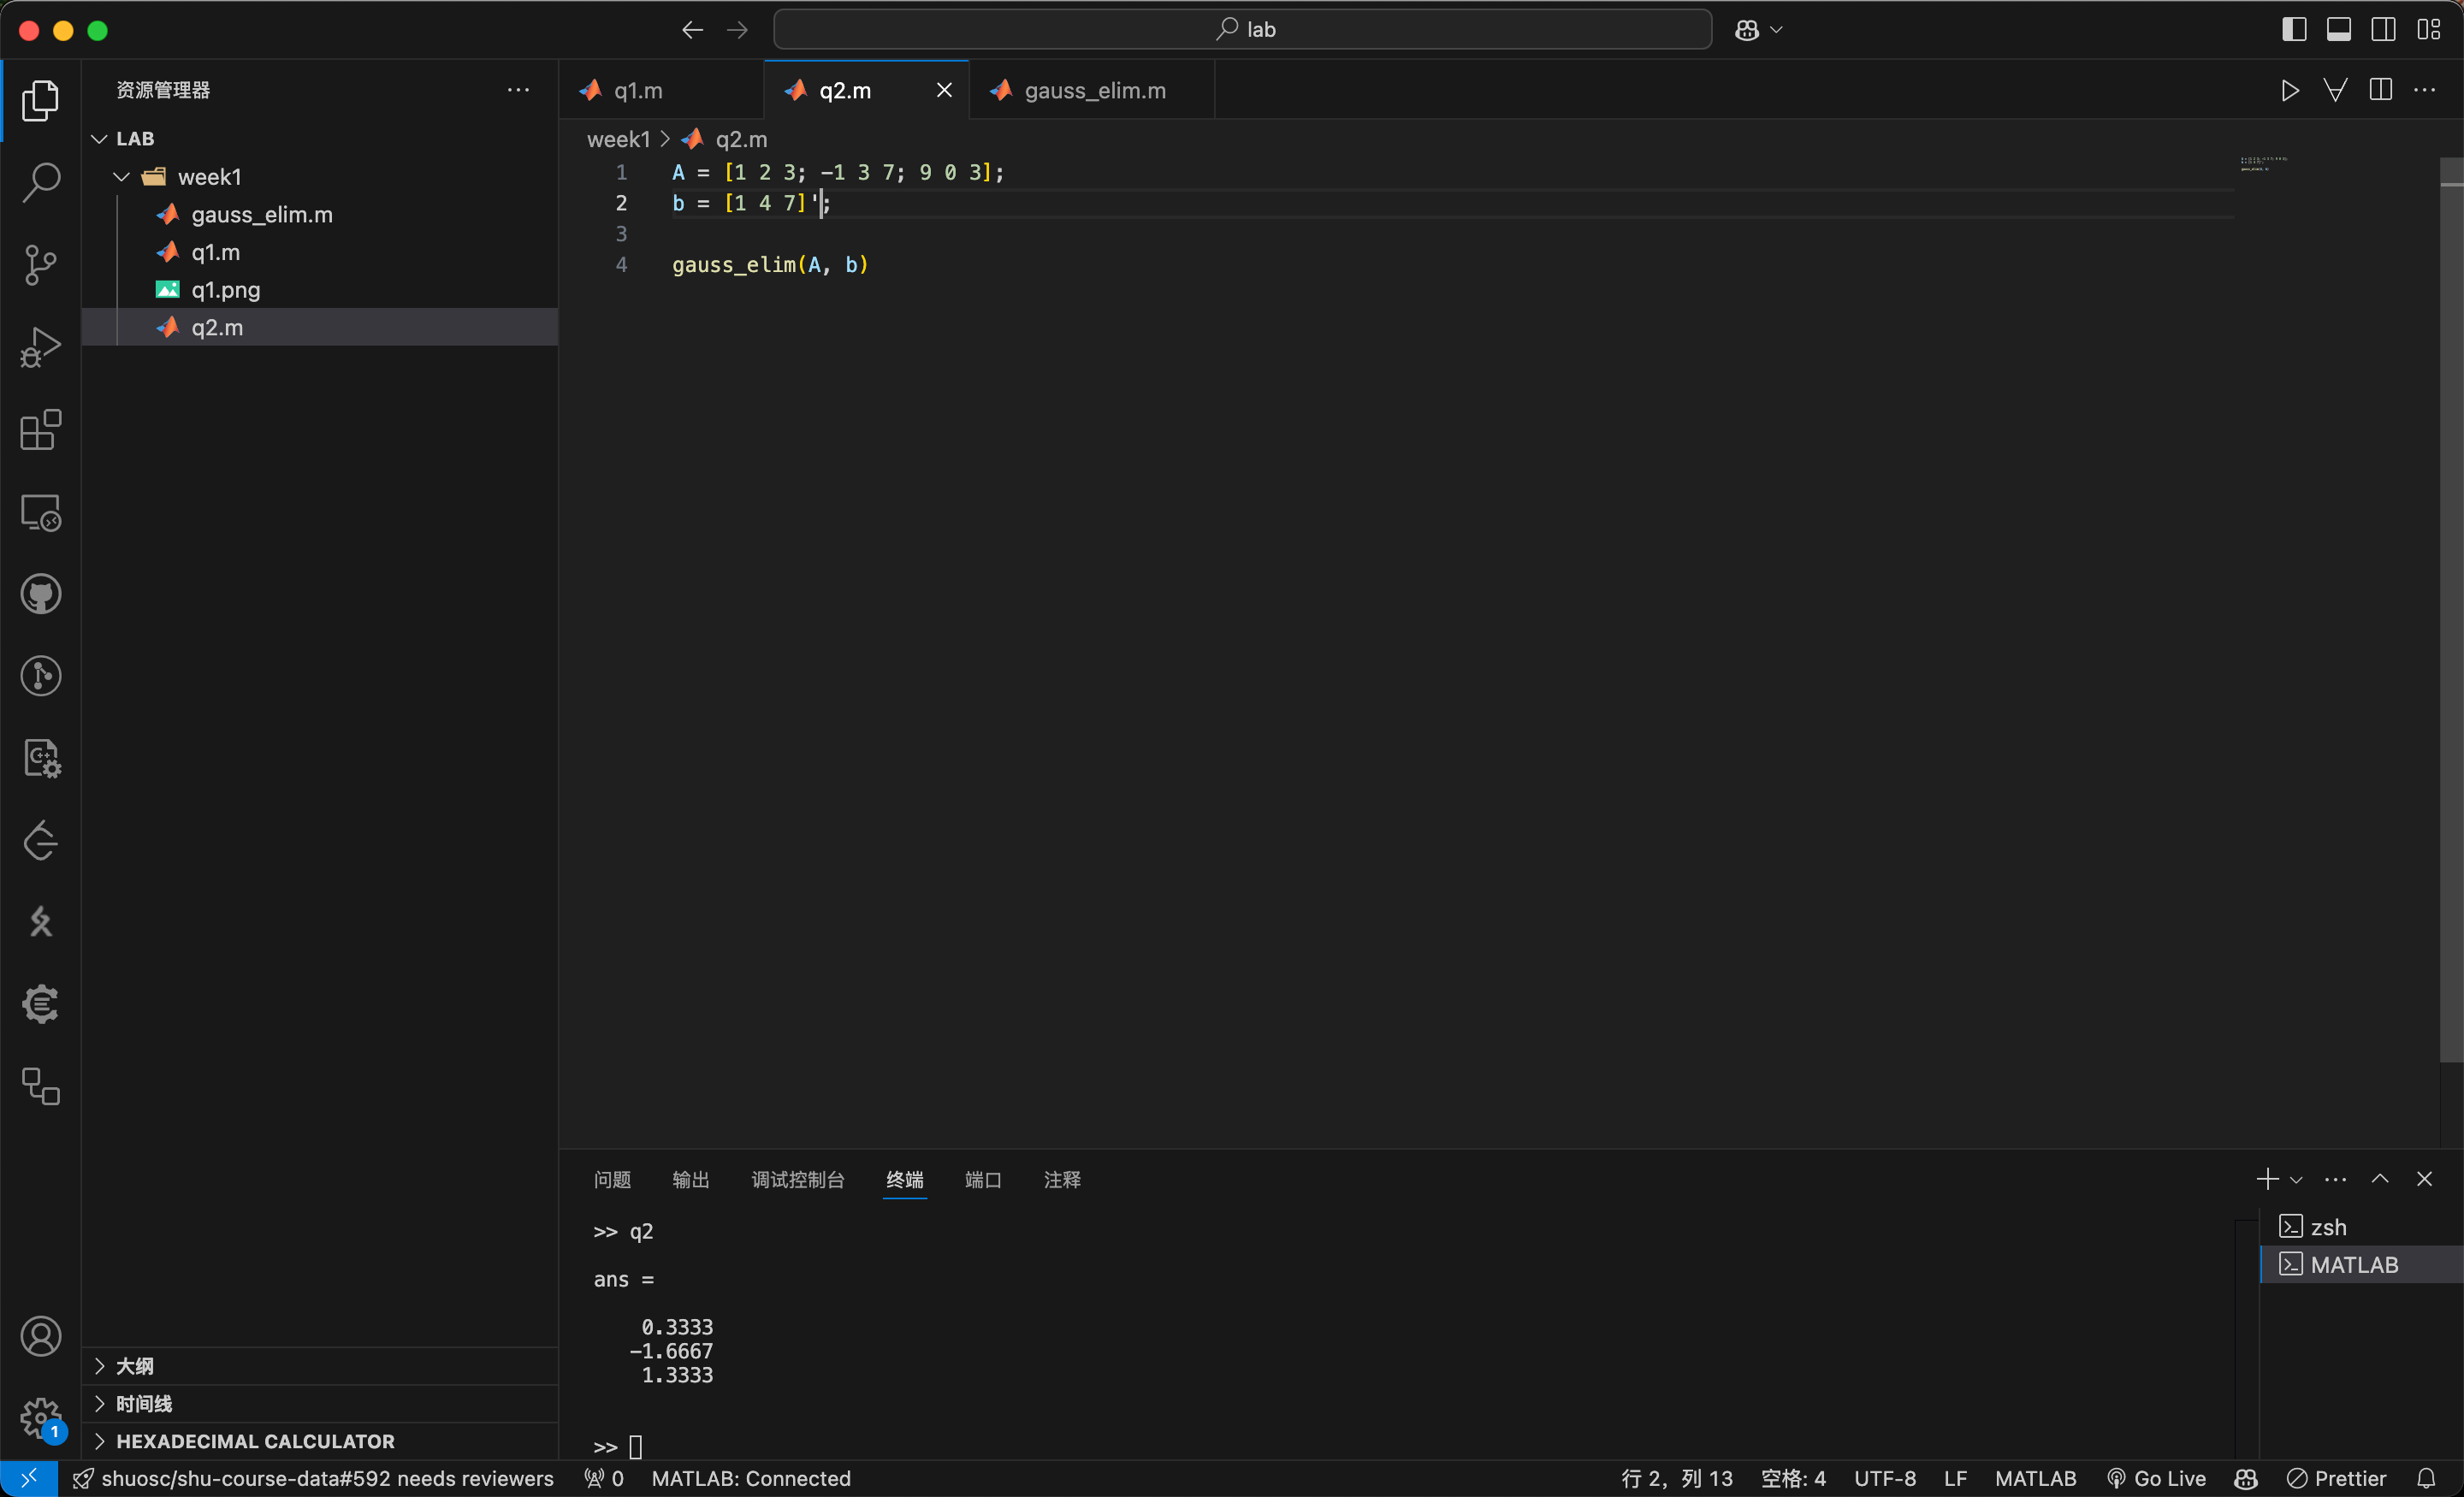 lab
资源管理器
LAB
week1
gauss_elim.m
q1.m
q1.png
q2.m
大纲
时间线
HEXADECIMAL CALCULATOR
q1.m
q2.m
gauss_elim.m
week1 > q2.m
1 A = [1 2 3; -1 3 7; 9 0 3];
2 b = [1 4 7]';
3
4 gauss_elim(A, b)
问题 输出 调试控制台 终端 端口 注释
>> q2
ans =
0.3333
-1.6667
1.3333
>>
zsh
MATLAB
1
shuosc/shu-course-data#592 needs reviewers 0 MATLAB: Connected 行 2，列 13 空格: 4 UTF-8 LF MATLAB Go Live Prettier